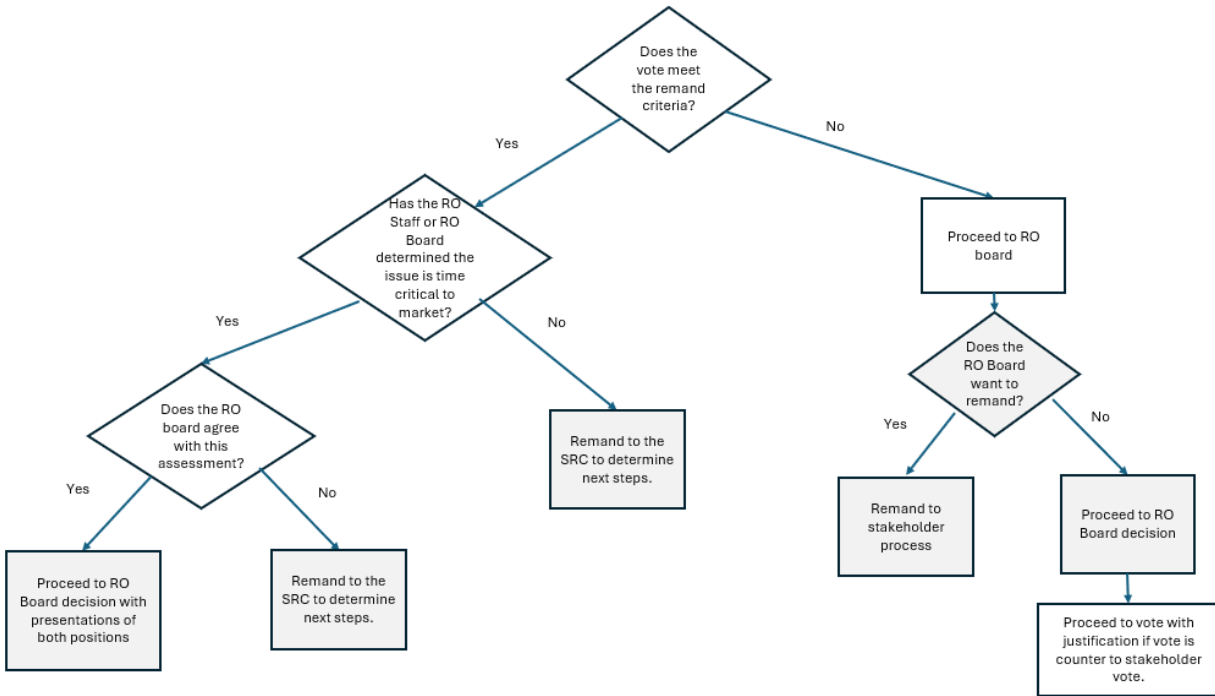 Does the
vote meet
the remand
criteria?
Yes
No
Has the RO
Staff or RO
Board
determined the
issue is time
critical to
market?
Proceed to RO
board
Yes
No
Does the
RO Board
want to
remand?
Does the RO
board agree
with this
assessment?
Remand to the
SRC to determine
next steps.
Yes
No
Yes
No
Remand to
stakeholder
process
Proceed to RO
Board decision
Proceed to RO
Board decision with
presentations of
both positions
Remand to the
SRC to determine
next steps.
Proceed to vote with
justification if vote is
counter to stakeholder
vote.